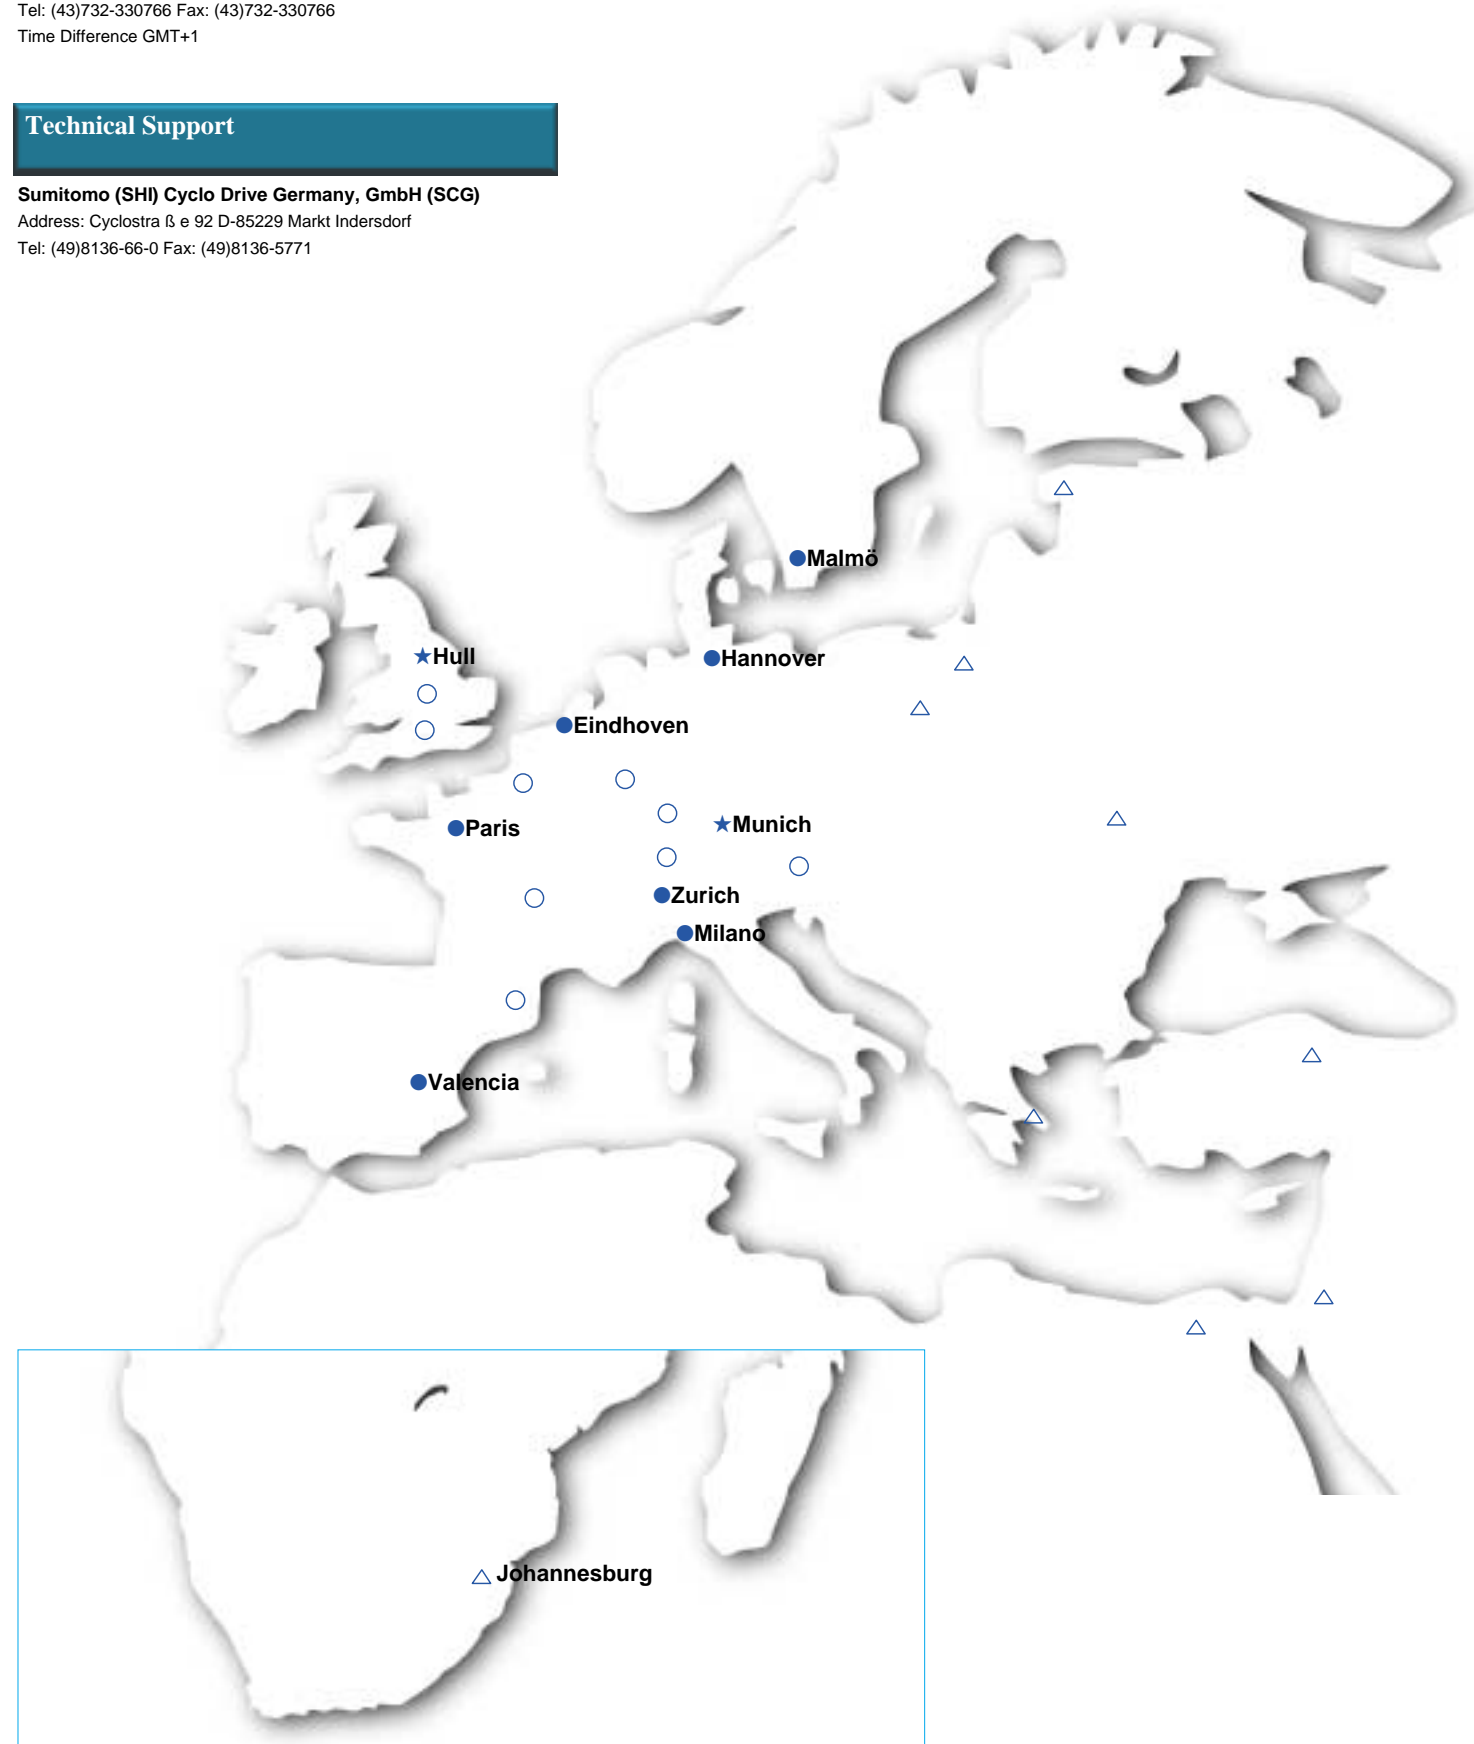 Tel: (43)732-330766 Fax: (43)732-330766
Time Difference GMT+1
Technical Support
Sumitomo (SHI) Cyclo Drive Germany, GmbH (SCG)
Address: Cyclostra ß e 92 D-85229 Markt Indersdorf
Tel: (49)8136-66-0 Fax: (49)8136-5771
Malmö
Hull
Hannover
Eindhoven
Paris
Munich
Zurich
Milano
Valencia
Johannesburg